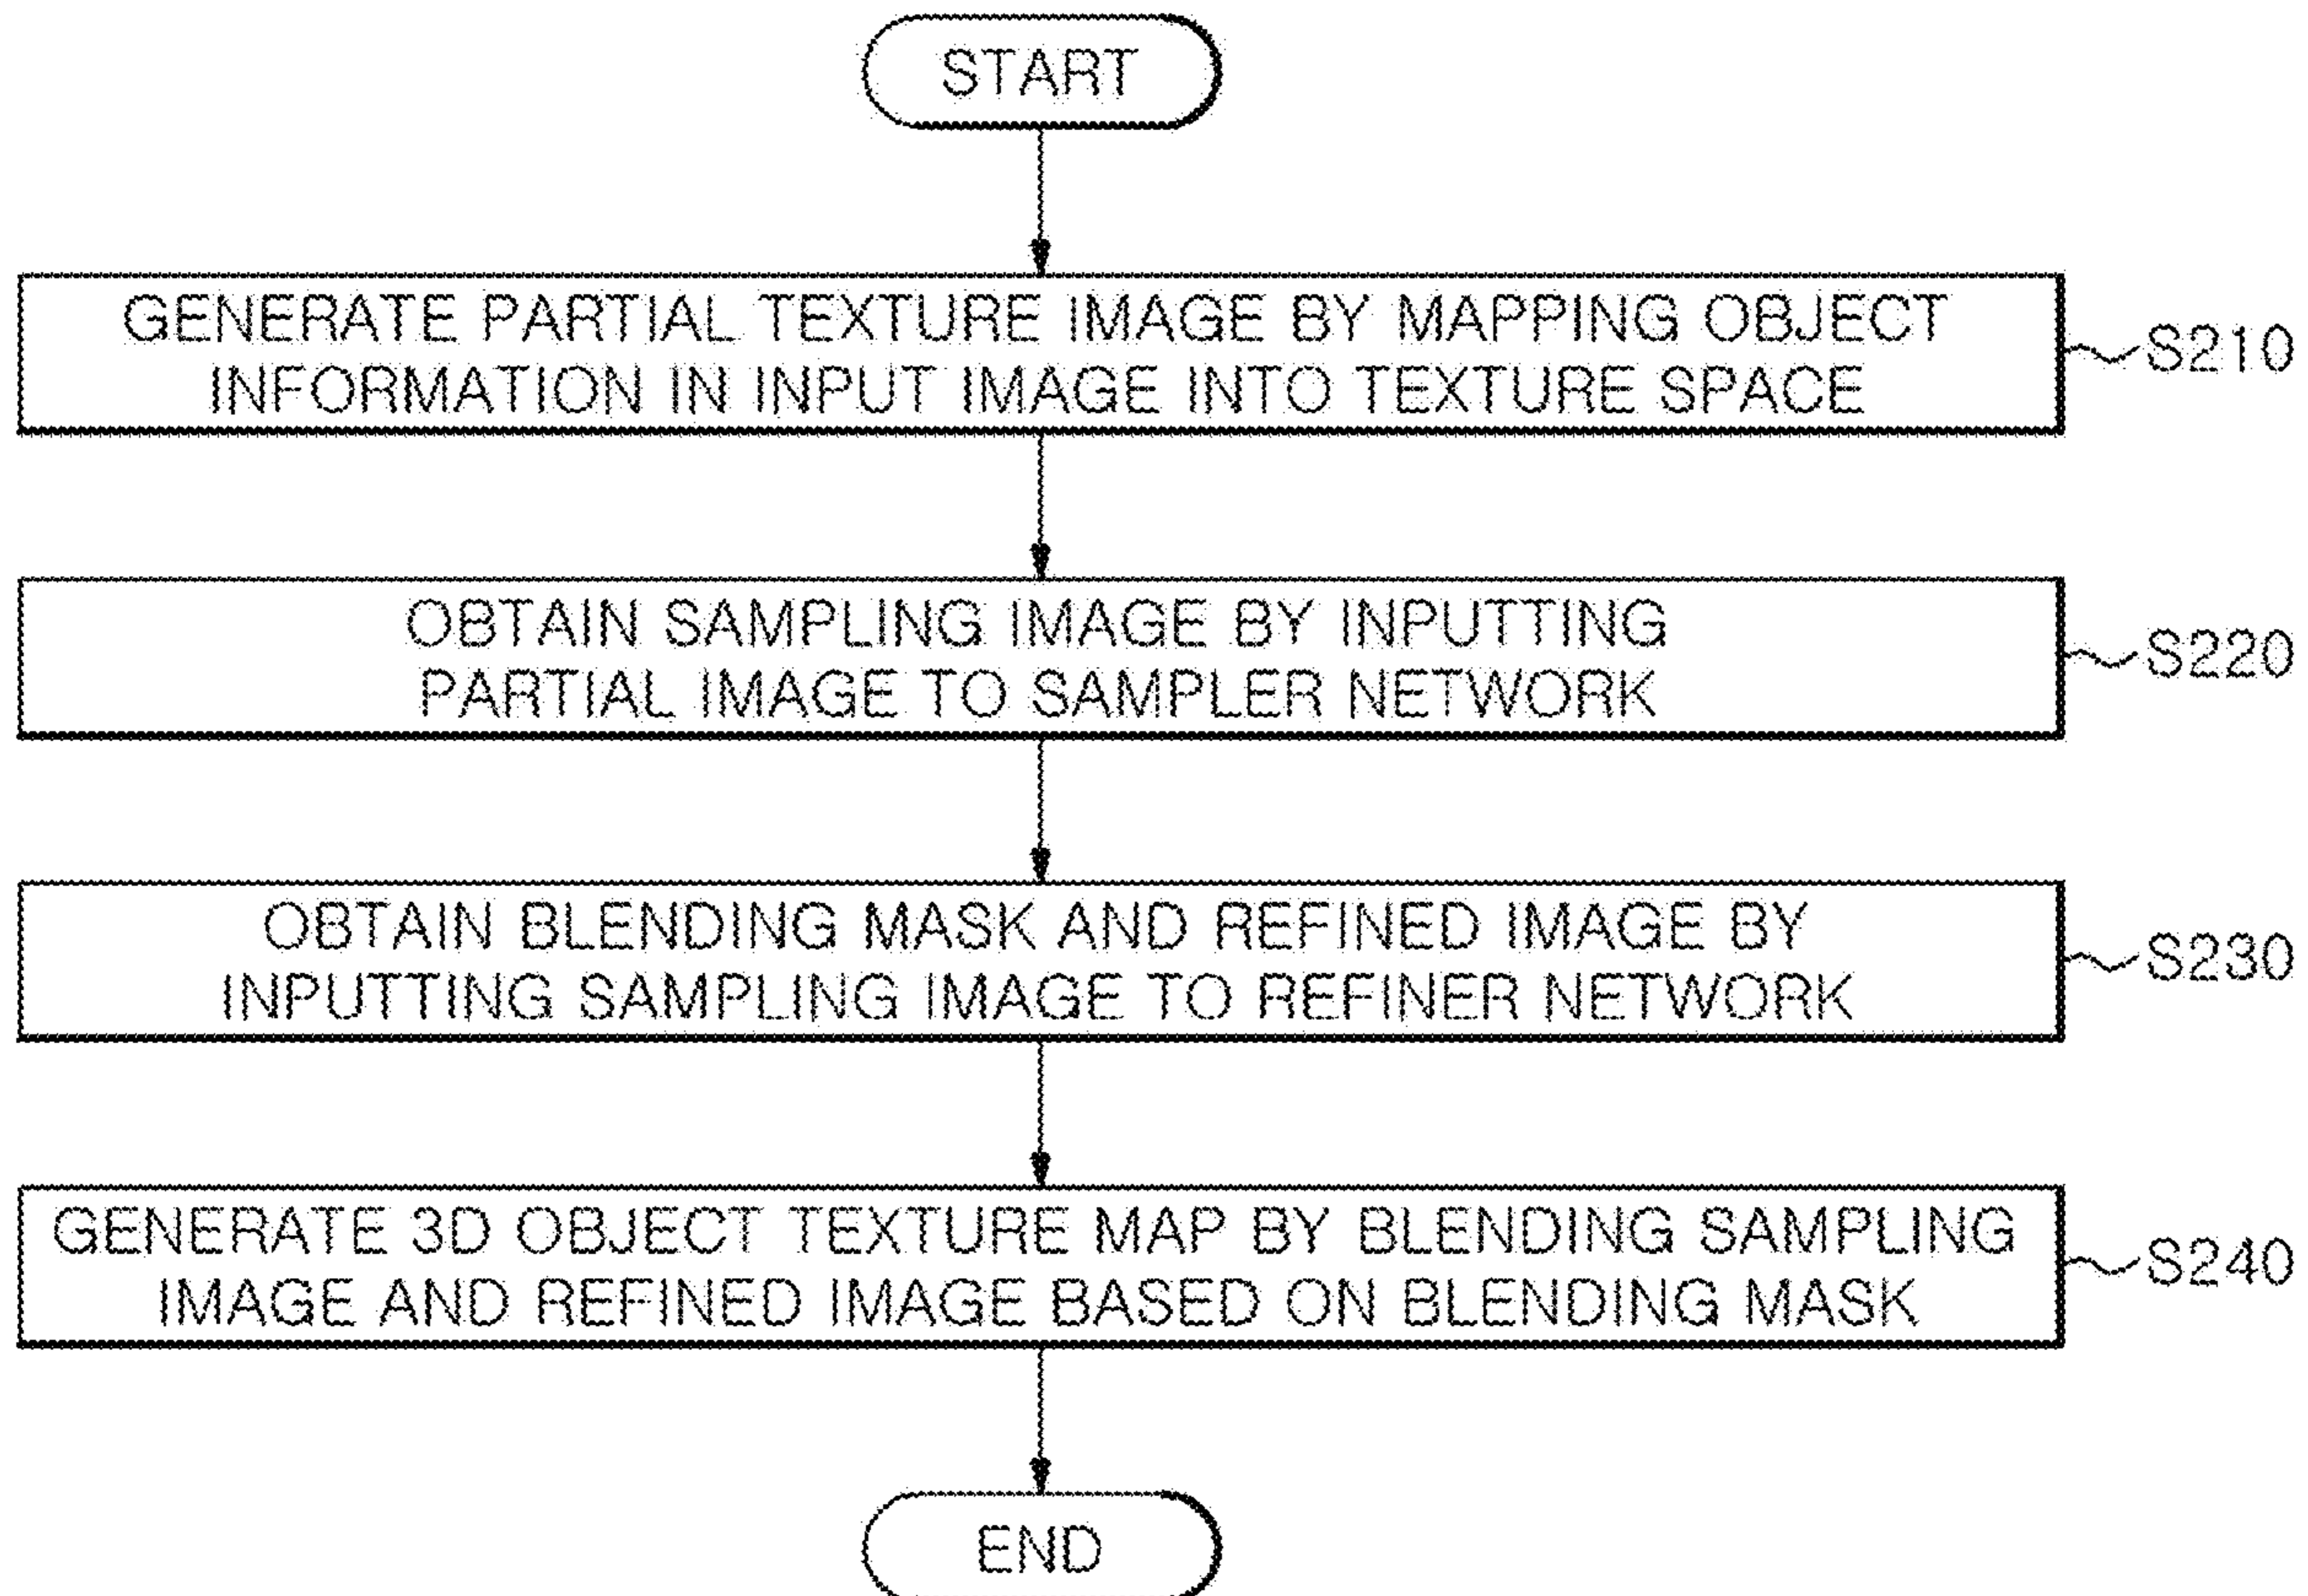 START
GENERATE PARTIAL TEXTURE IMAGE BY MAPPING OBJECT
INFORMATION IN INPUT IMAGE INTO TEXTURE SPACE
S210
OBTAIN SAMPLING IMAGE BY INPUTTING
PARTIAL IMAGE TO SAMPLER NETWORK
S220
OBTAIN BLENDING MASK AND REFINED IMAGE BY
INPUTTING SAMPLING IMAGE TO REFINER NETWORK
S230
GENERATE 3D OBJECT TEXTURE MAP BY BLENDING SAMPLING
IMAGE AND REFINED IMAGE BASED ON BLENDING MASK
S240
END